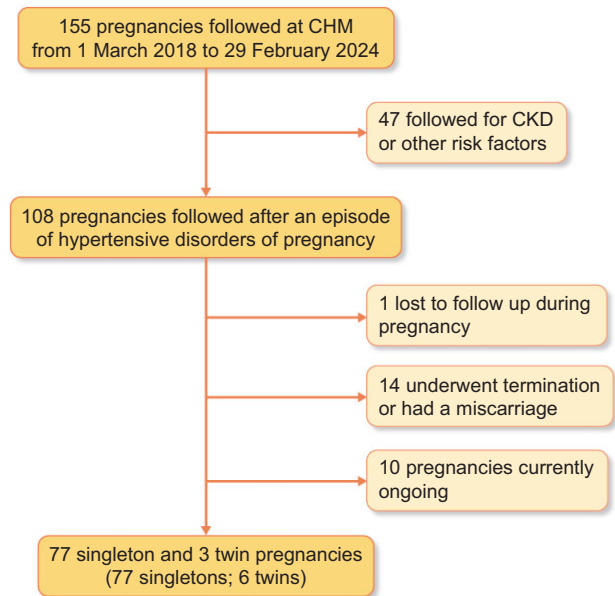 155 pregnancies followed at CHM
from 1 March 2018 to 29 February 2024
47 followed for CKD
or other risk factors
108 pregnancies followed after an episode
of hypertensive disorders of pregnancy
1 lost to follow up during
pregnancy
14 underwent termination
or had a miscarriage
10 pregnancies currently
ongoing
77 singleton and 3 twin pregnancies
(77 singletons; 6 twins)